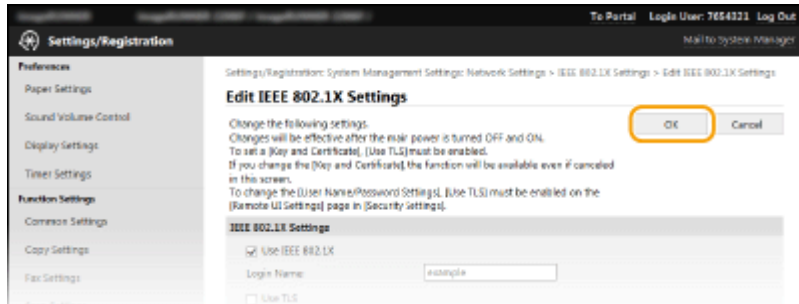 To Portal Login User: 7654321 Log Out
Settings/Registration
Mail to System Manager
Preferences
Paper Settings
Sound Volume Control
Display Settings
Timer Settings
Function Settings
Common Settings
Copy Settings
Fax Settings
Settings/Registration: System Management Settings: Network Settings > IEEE 802.1X Settings > Edit IEEE 802.1X Settings
Edit IEEE 802.1X Settings
OK Cancel
Change the following settings.
Changes will be effective after the main power is turned OFF and ON.
To set a [Key and Certificate], [Use TLS] must be enabled.
If you change the [Key and Certificate], the function will be available even if canceled
in this screen.
To change the [User Name/Password Settings], [Use TLS] must be enabled on the
[Remote UI Settings] page in [Security Settings].
IEEE 802.1X Settings
Use IEEE 802.1X
Login Name: example
Use TLS